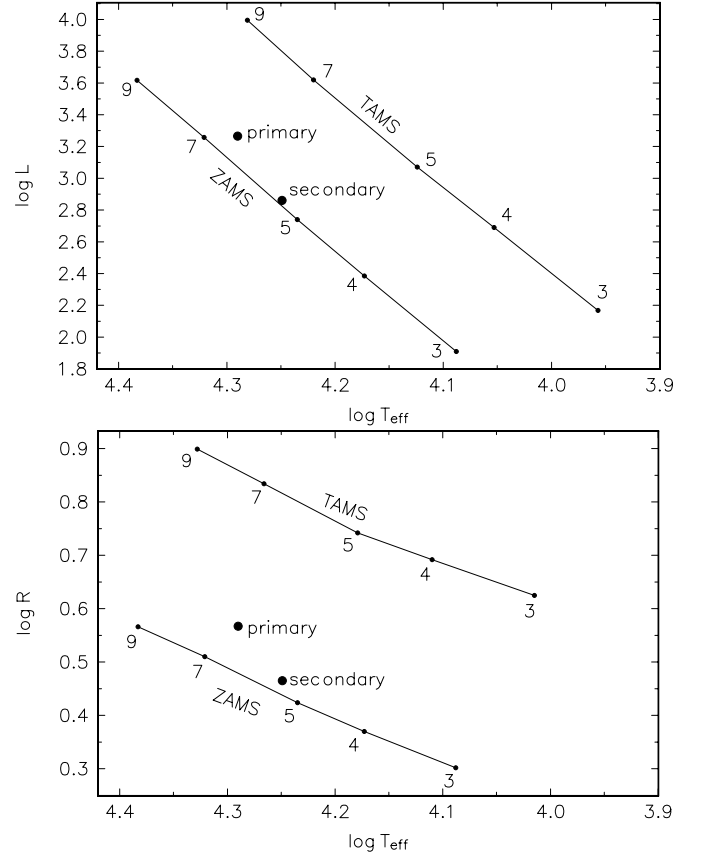 4.0
3.8
3.6
3.4
3.2
3.0
2.8
2.6
2.4
2.2
2.0
1.8
log L
9
7
TAMS
5
4
3
9
7
primary
ZAMS
secondary
5
4
3
4.4 4.3 4.2 4.1 4.0 3.9
log Teff
0.9
0.8
0.7
0.6
0.5
0.4
0.3
log R
9
7
TAMS
5
4
3
9
primary
7
secondary
ZAMS
5
4
3
4.4 4.3 4.2 4.1 4.0 3.9
log Teff